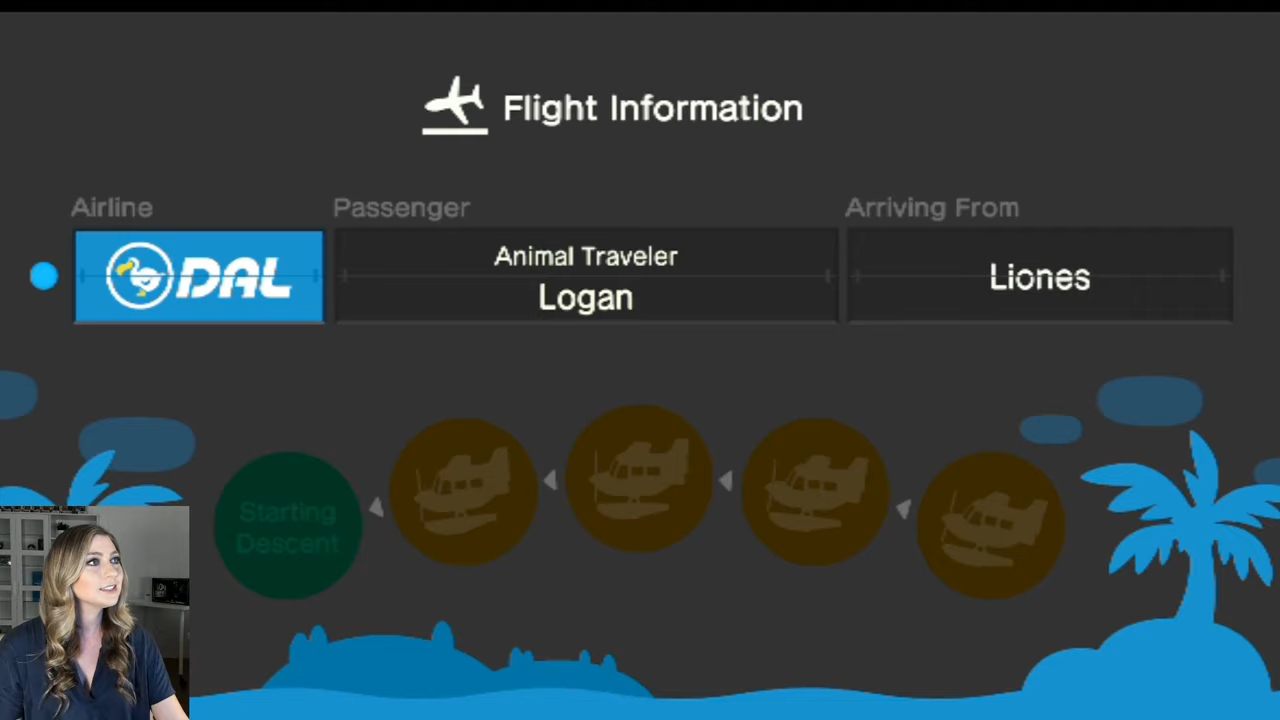 Flight Information
Airline
Passenger
Arriving From
DAL
Animal Traveler
Logan
Liones
Starting
Descent